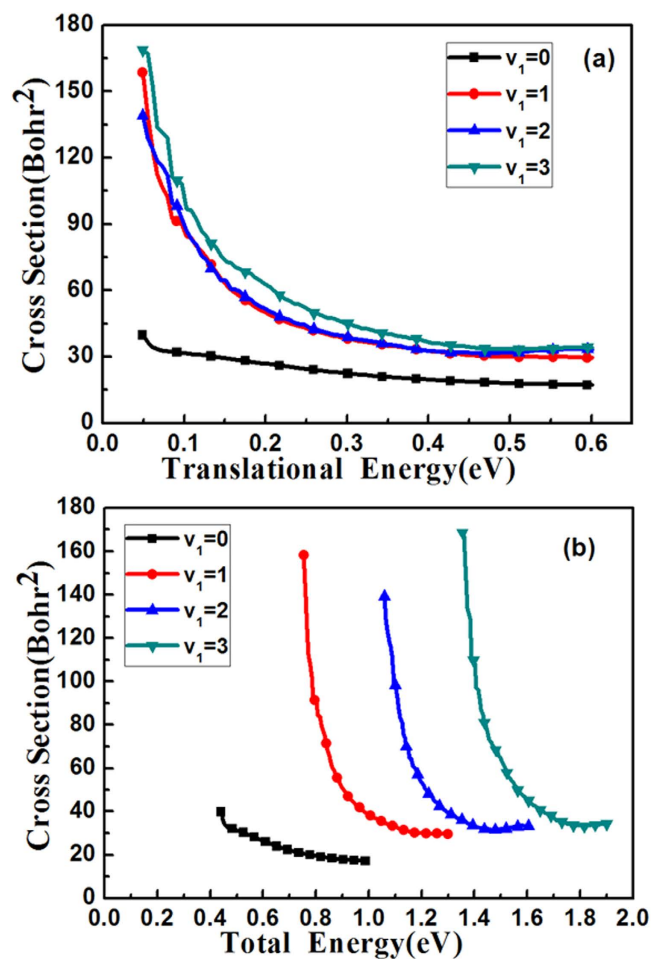 180
150
120
90
60
30
0
Cross Section(Bohr²)
v₁=0
v₁=1
v₁=2
v₁=3
(a)
0.0 0.1 0.2 0.3 0.4 0.5 0.6
Translational Energy(eV)
180
160
140
120
100
80
60
40
20
0
Cross Section(Bohr²)
v₁=0
v₁=1
v₁=2
v₁=3
(b)
0.0 0.2 0.4 0.6 0.8 1.0 1.2 1.4 1.6 1.8 2.0
Total Energy(eV)